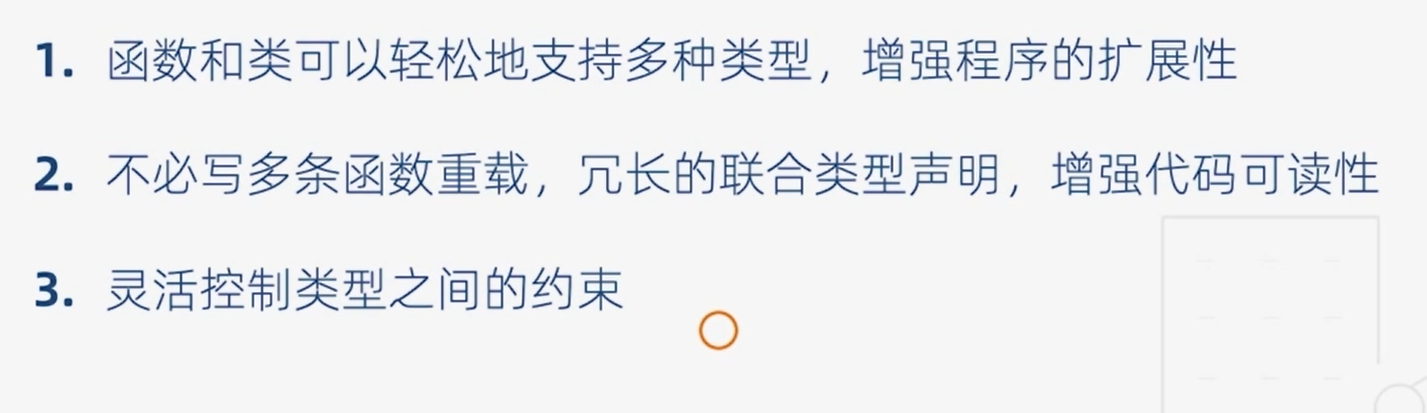 1. 函数和类可以轻松地支持多种类型，增强程序的扩展性
2. 不必写多条函数重载，冗长的联合类型声明，增强代码可读性
3. 灵活控制类型之间的约束